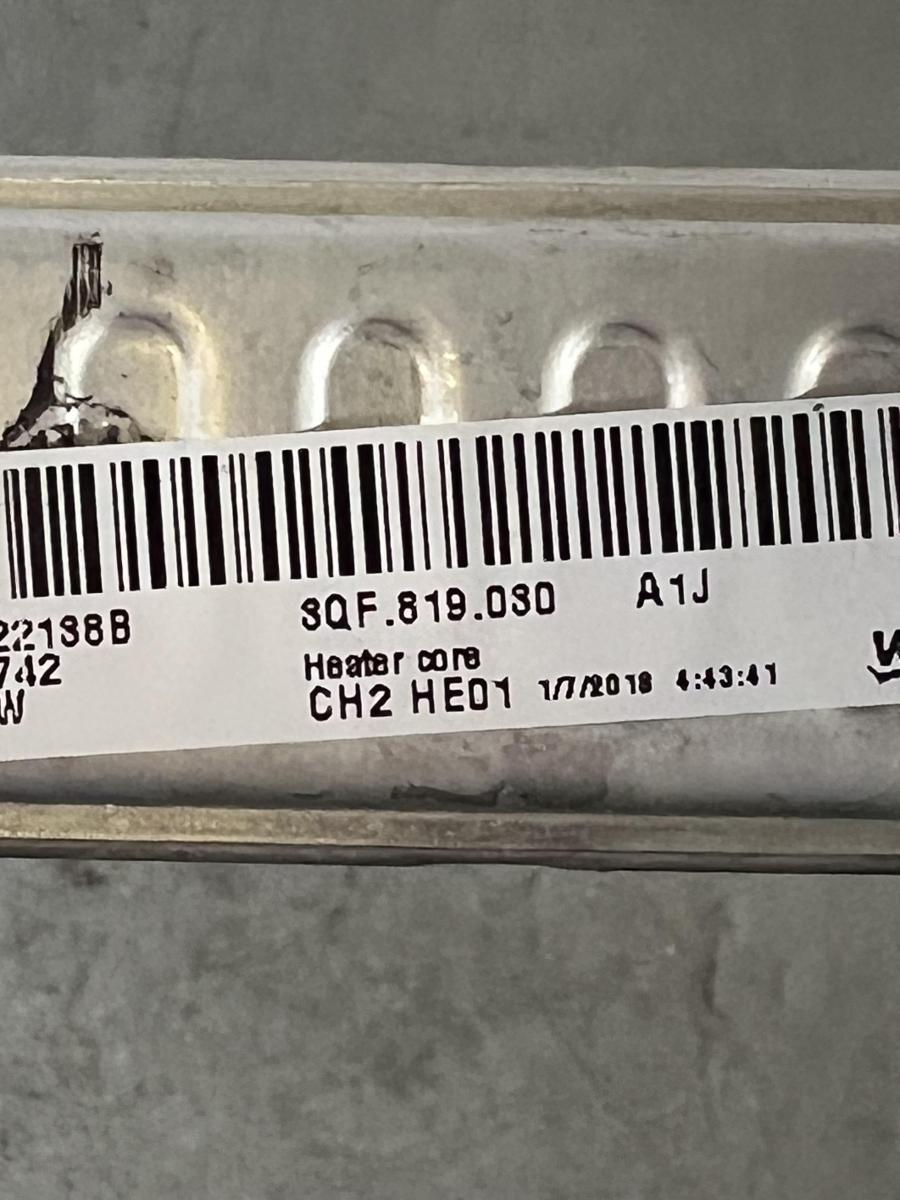 22138B 3QF.819.030 A1J
742 Heater core
W CH2 HE01 1/7/2018 4:43:41